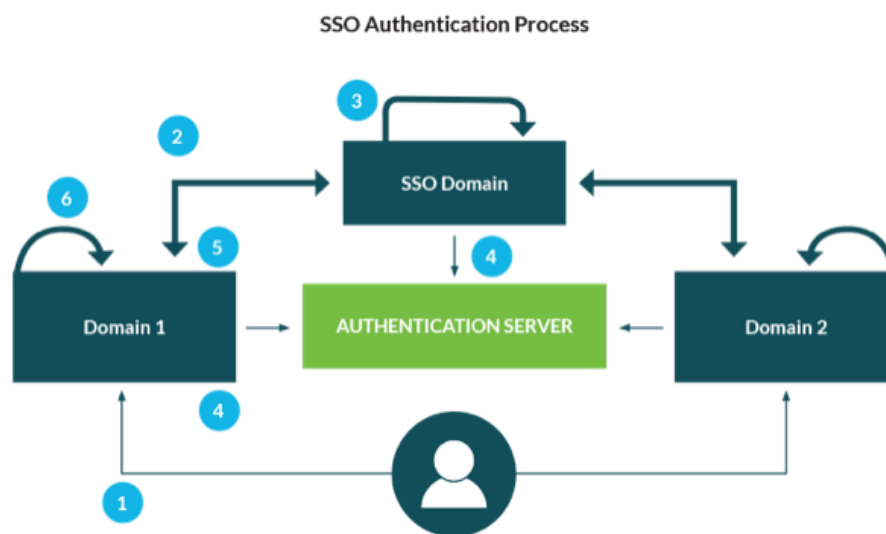 SSO Authentication Process
3
2
SSO Domain
6
5
4
Domain 1
AUTHENTICATION SERVER
Domain 2
4
1